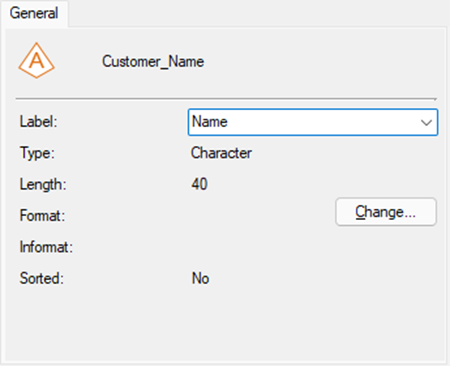 General
A
Customer_Name
Label: Name
Type: Character
Length: 40
Format: Change...
Informat:
Sorted: No